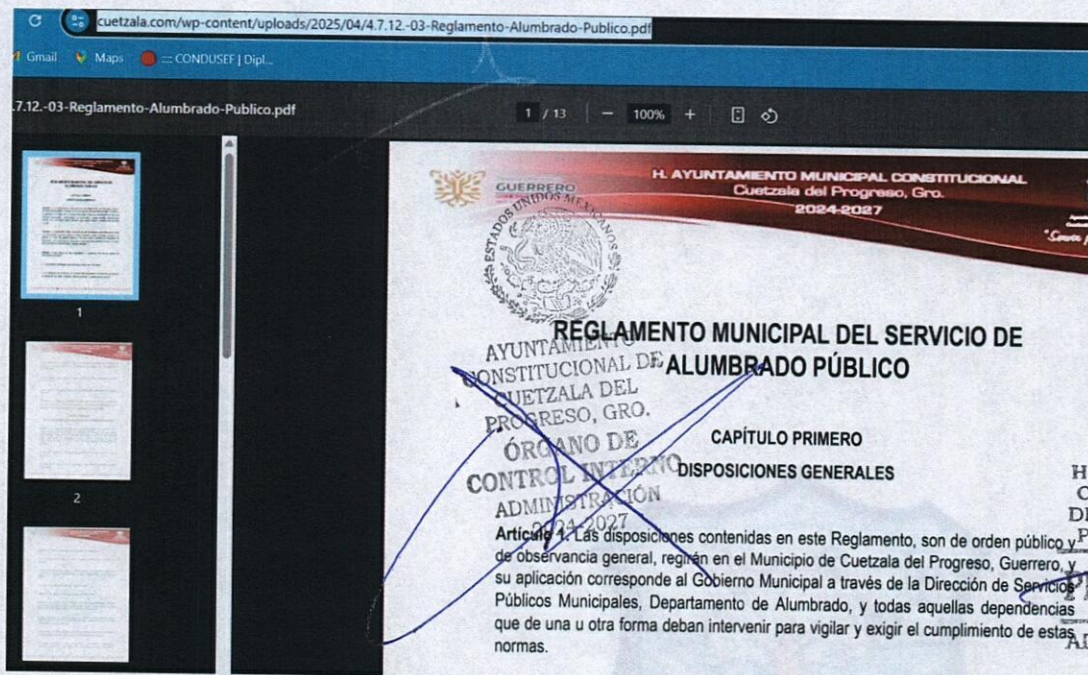 cuetzala.com/wp-content/uploads/2025/04/4.7.12.-03-Reglamento-Alumbrado-Publico.pdf
Gmail
Maps
::: CONDUSEF | Dipl...
.7.12.-03-Reglamento-Alumbrado-Publico.pdf
1 / 13
100%
1
2
GUERRERO
H. AYUNTAMIENTO MUNICIPAL CONSTITUCIONAL
Cuetzala del Progreso, Gro.
2024-2027
ESTADOS UNIDOS MEXICANOS
REGLAMENTO MUNICIPAL DEL SERVICIO DE
ALUMBRADO PÚBLICO
AYUNTAMIENTO
CONSTITUCIONAL DE
CUETZALA DEL
PROGRESO, GRO.
ÓRGANO DE
CONTROL INTERNO
ADMINISTRACIÓN
2024-2027
CAPÍTULO PRIMERO
DISPOSICIONES GENERALES
Artículo 1. Las disposiciones contenidas en este Reglamento, son de orden público y
de observancia general, regirán en el Municipio de Cuetzala del Progreso, Guerrero, y
su aplicación corresponde al Gobierno Municipal a través de la Dirección de Servicios
Públicos Municipales, Departamento de Alumbrado, y todas aquellas dependencias
que de una u otra forma deban intervenir para vigilar y exigir el cumplimiento de estas
normas.